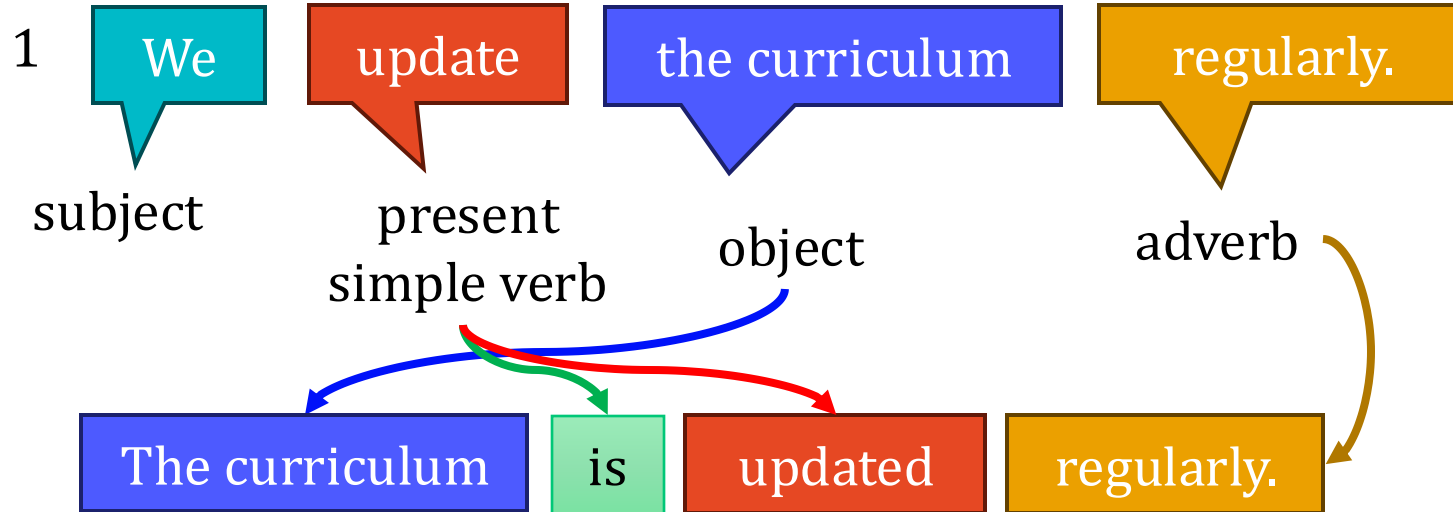 1 We update the curriculum regularly.
subject present simple verb object adverb
The curriculum is updated regularly.